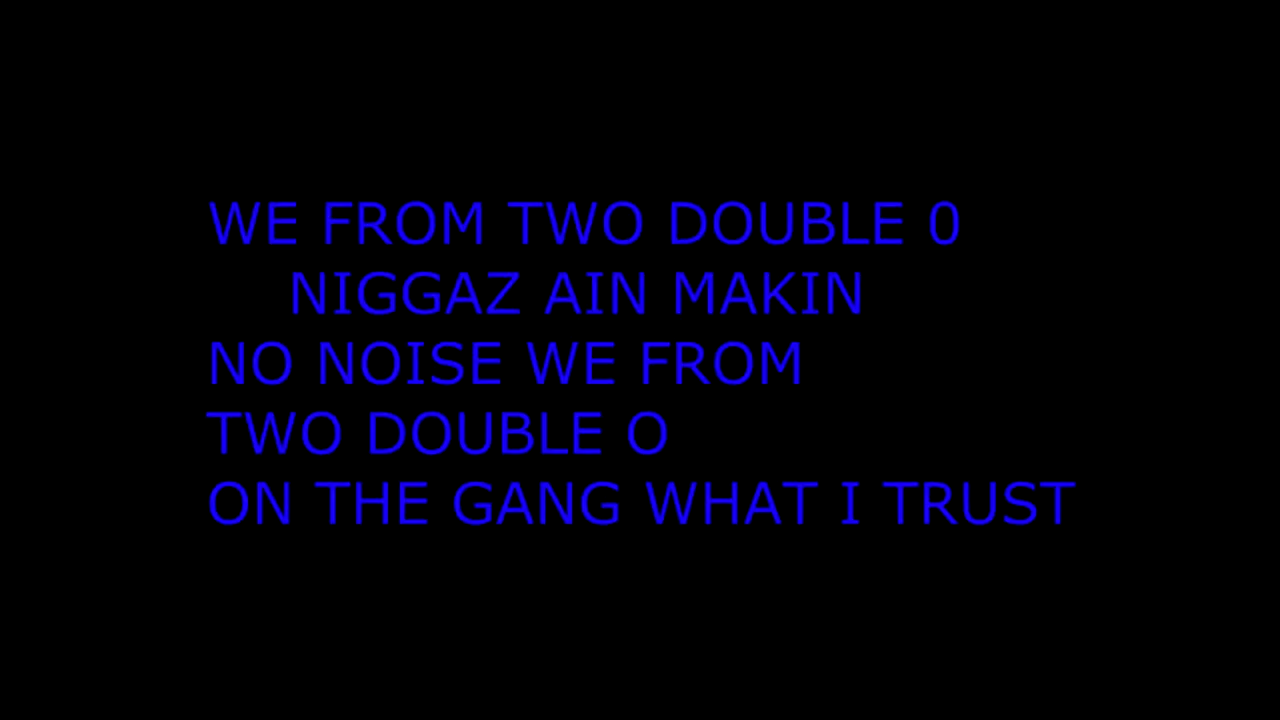 WE FROM TWO DOUBLE 0
NIGGAZ AIN MAKIN
NO NOISE WE FROM
TWO DOUBLE O
ON THE GANG WHAT I TRUST